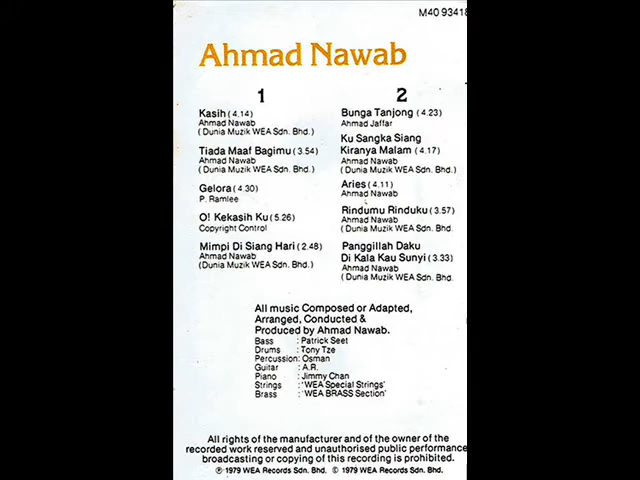 M40 93418
Ahmad Nawab
1
Kasih (4.14)
Ahmad Nawab
(Dunia Muzik WEA Sdn. Bhd.)
Tiada Maaf Bagimu (3.54)
Ahmad Nawab
(Dunia Muzik WEA Sdn. Bhd.)
Gelora (4.30)
P. Ramlee
O! Kekasih Ku (5.26)
Copyright Control
Mimpi Di Siang Hari (2.48)
Ahmad Nawab
(Dunia Muzik WEA Sdn. Bhd.)
2
Bunga Tanjong (4.23)
Ahmad Jaffar
Ku Sangka Siang
Kiranya Malam (4.17)
Ahmad Nawab
(Dunia Muzik WEA Sdn. Bhd.)
Aries (4.11)
Ahmad Nawab
Rindumu Rinduku (3.57)
Ahmad Nawab
(Dunia Muzik WEA Sdn. Bhd.
Panggillah Daku
Di Kala Kau Sunyi (3.33)
Ahmad Nawab
(Dunia Muzik WEA Sdn. Bhd.
All music Composed or Adapted,
Arranged, Conducted &
Produced by Ahmad Nawab.
Bass : Patrick Seet
Drums : Tony Tze
Percussion: Osman
Guitar : A.R.
Piano : Jimmy Chan
Strings : 'WEA Special Strings'
Brass : 'WEA BRASS Section'
All rights of the manufacturer and of the owner of the
recorded work reserved and unauthorised public performance
broadcasting or copying of this recording is prohibited.
℗ 1979 WEA Records Sdn. Bhd. © 1979 WEA Records Sdn. Bhd.